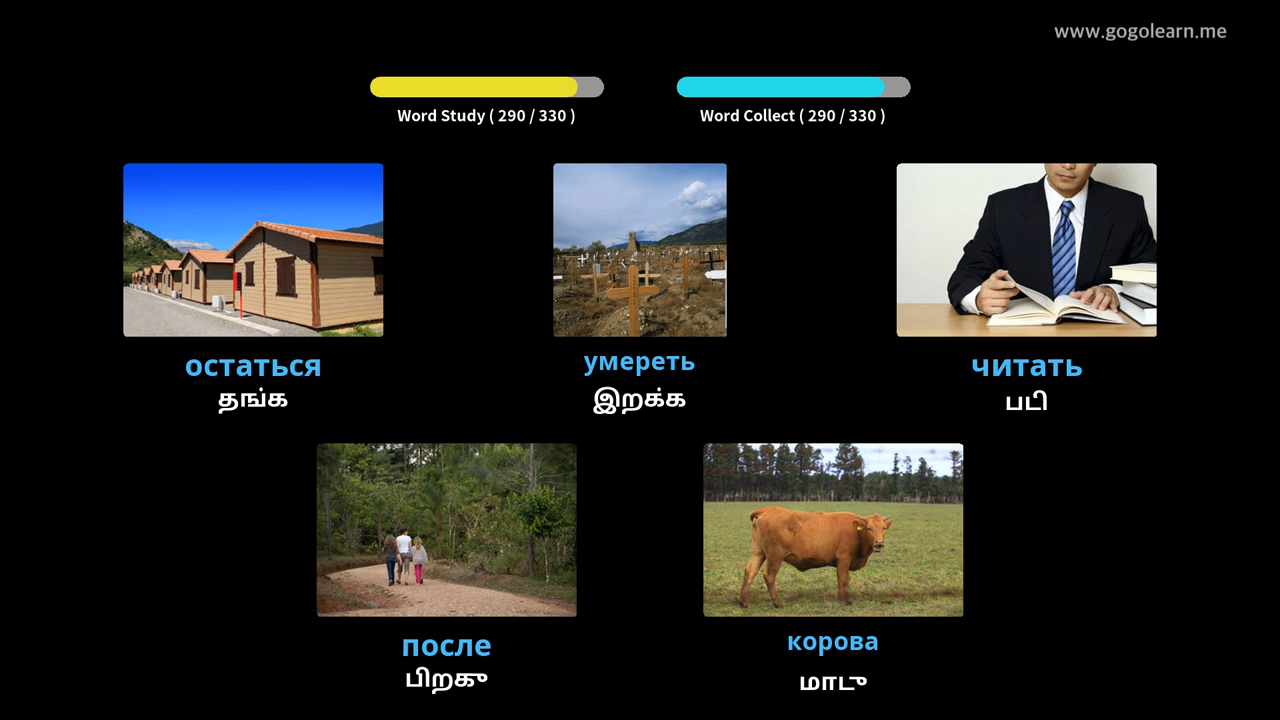 www.gogolearn.me
Word Study ( 290 / 330 )
Word Collect ( 290 / 330 )
остаться
தங்க
умереть
இறக்க
читать
படி
после
பிறகு
корова
மாடு